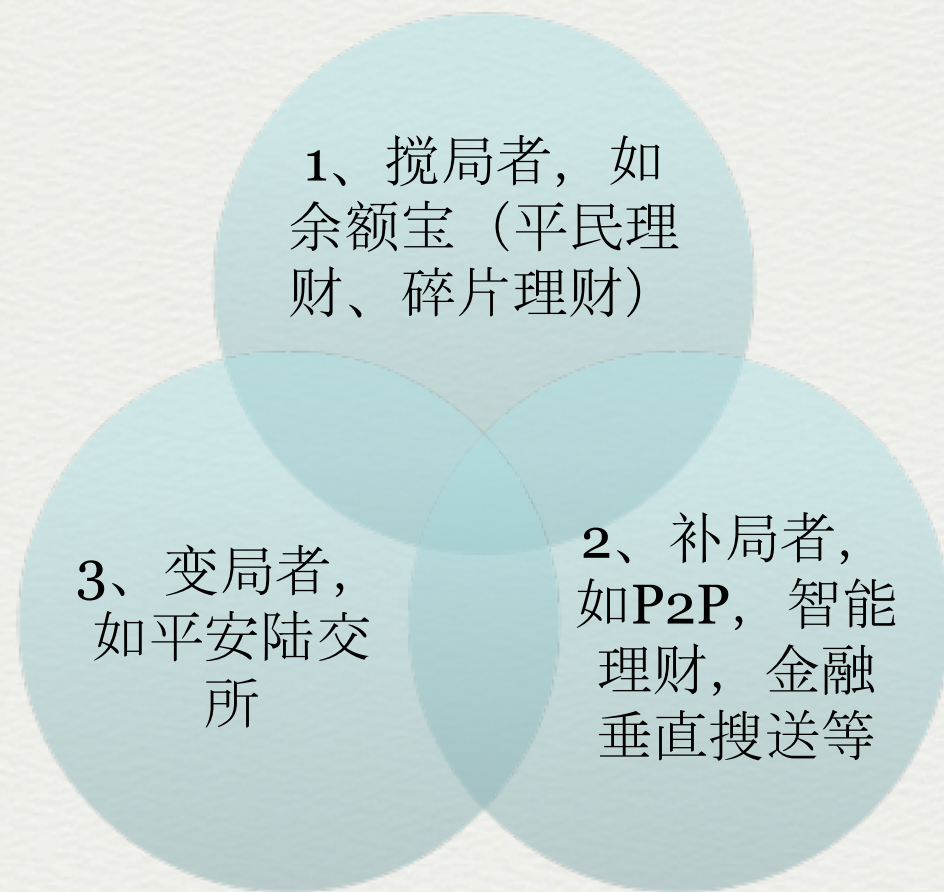 1、搅局者，如
余额宝（平民理
财、碎片理财）
3、变局者，
如平安陆交
所
2、补局者，
如P2P，智能
理财，金融
垂直搜送等